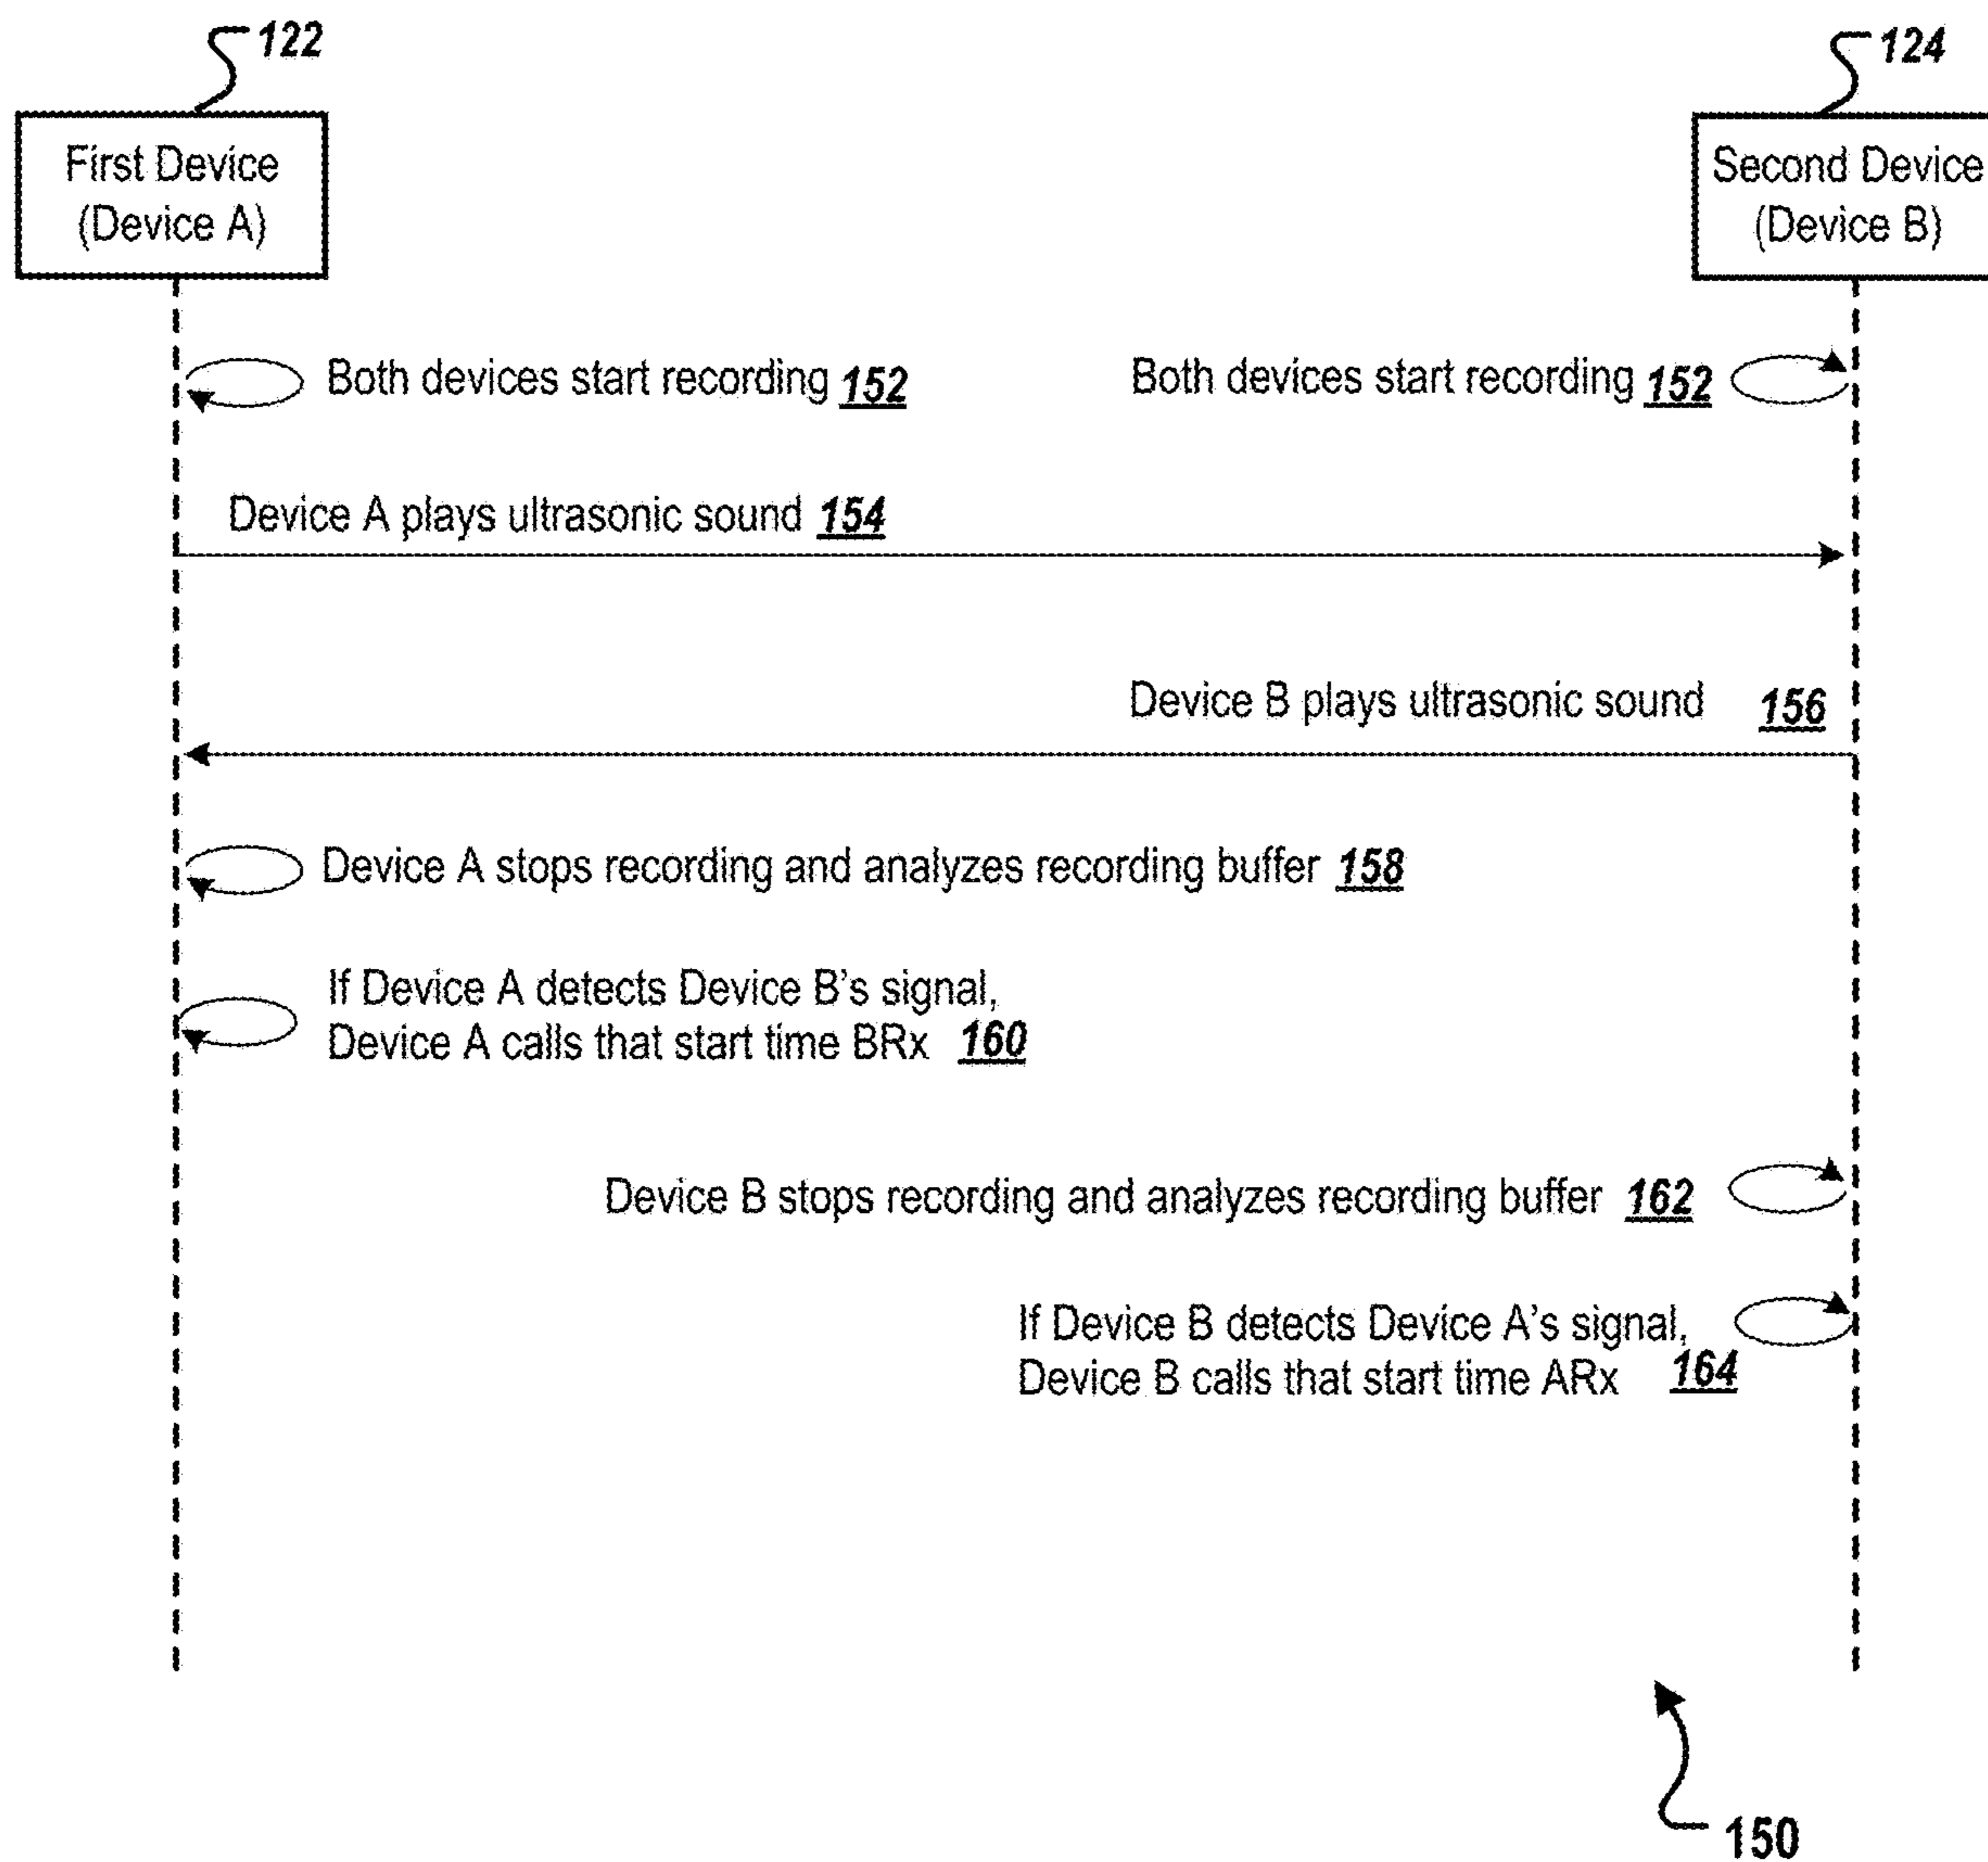 122
124
First Device
(Device A)
Second Device
(Device B)
Both devices start recording 152
Both devices start recording 152
Device A plays ultrasonic sound 154
Device B plays ultrasonic sound 156
Device A stops recording and analyzes recording buffer 158
If Device A detects Device B's signal,
Device A calls that start time BRx 160
Device B stops recording and analyzes recording buffer 162
If Device B detects Device A's signal,
Device B calls that start time ARx 164
150